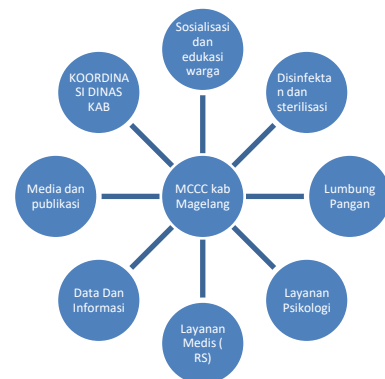 Sosialisasi
dan
edukasi
warga
KOORDINA
SI DINAS
KAB
Disinfekta
n dan
sterilisasi
Media dan
publikasi
MCCC kab
Magelang
Lumbung
Pangan
Data Dan
Informasi
Layanan
Psikologi
Layanan
Medis (
RS)